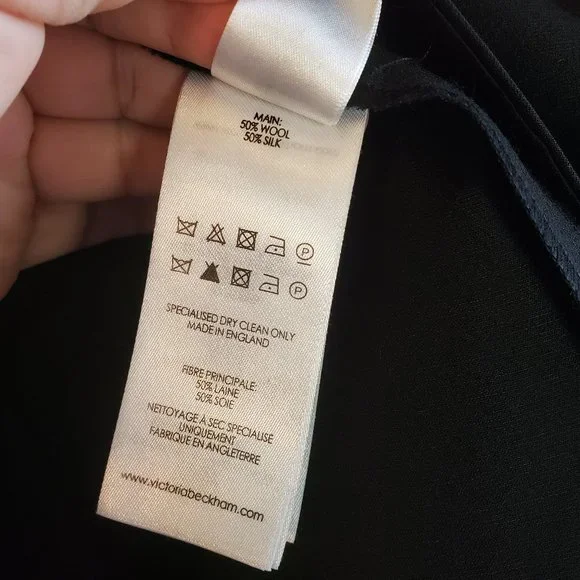 MAIN:
50% WOOL
50% SILK
P
P
SPECIALISED DRY CLEAN ONLY
MADE IN ENGLAND
FIBRE PRINCIPALE:
50% LAINE
50% SOIE
NETTOYAGE À SEC SPECIALISE
UNIQUEMENT
FABRIQUE EN ANGLETERRE
www.victoriabeckham.com